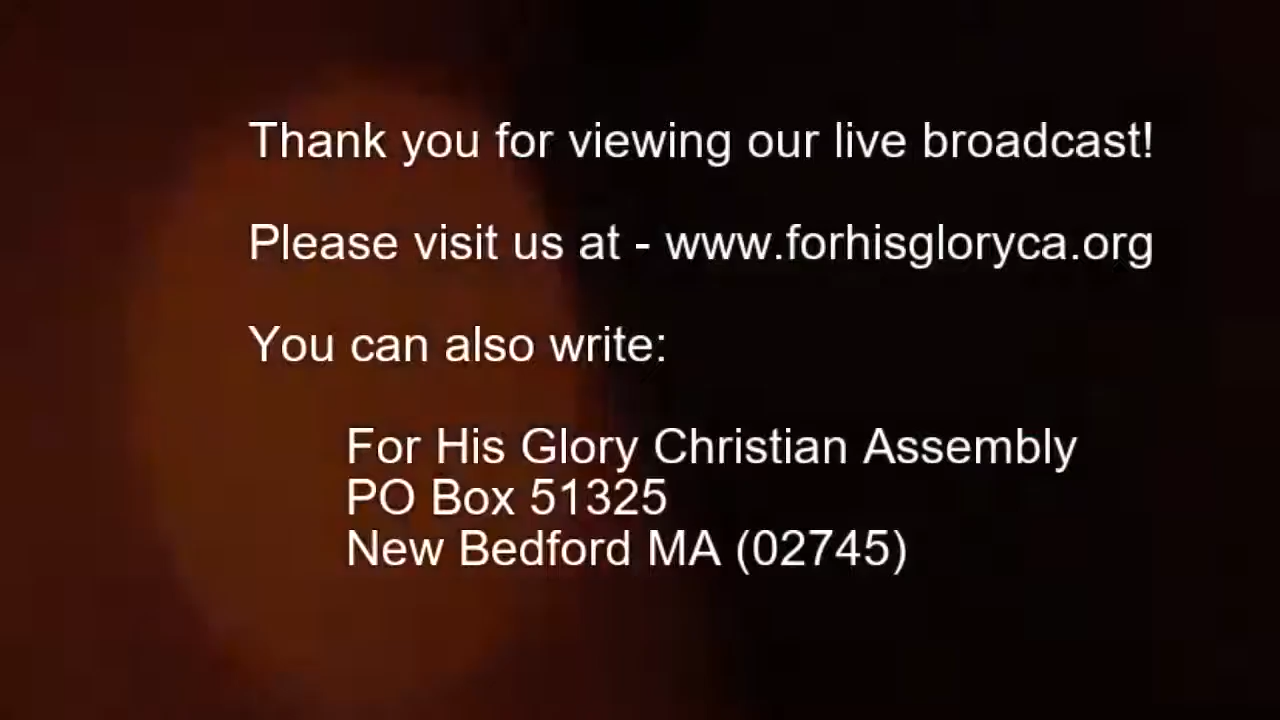 Thank you for viewing our live broadcast!
Please visit us at - www.forhisgloryca.org
You can also write:
For His Glory Christian Assembly
PO Box 51325
New Bedford MA (02745)